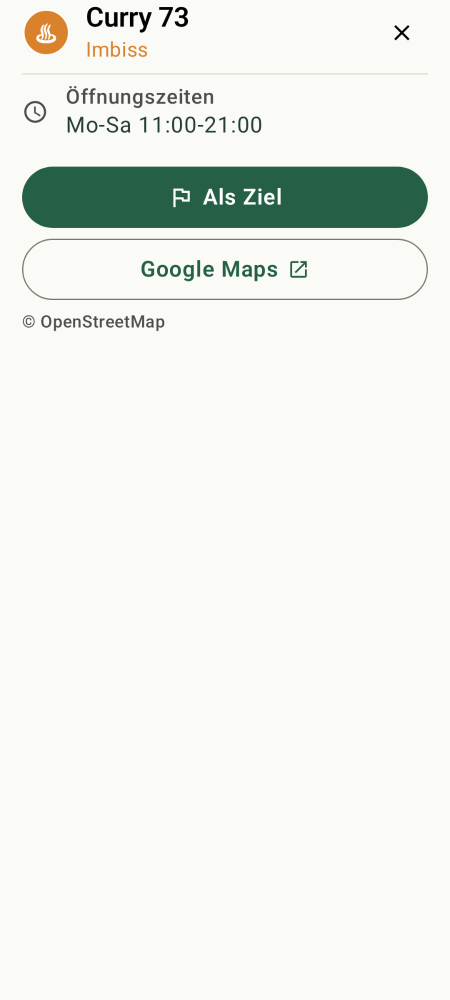 Curry 73
Imbiss
Öffnungszeiten
Mo-Sa 11:00-21:00
Als Ziel
Google Maps
© OpenStreetMap